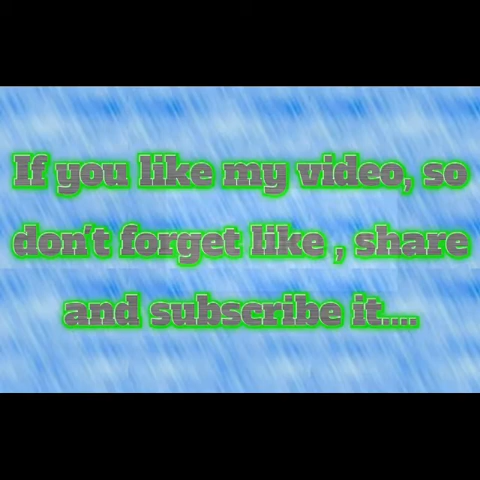 If you like my video, so
don't forget like , share
and subscribe it....